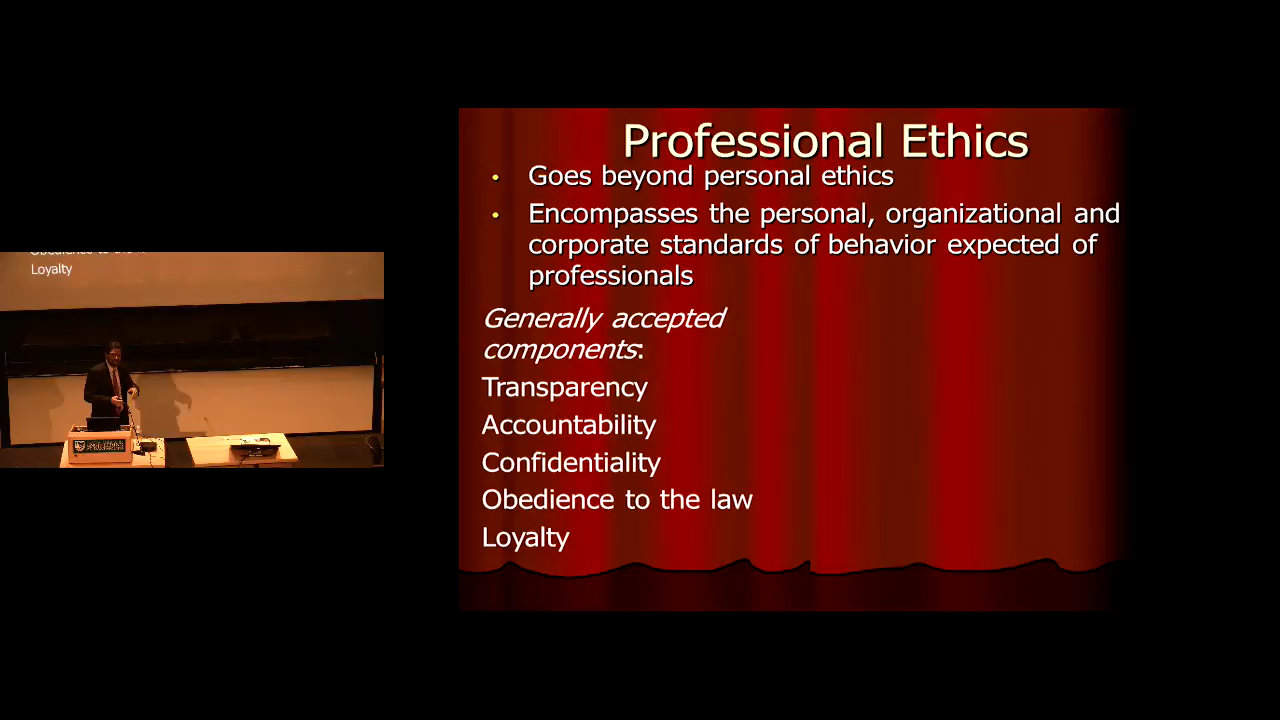 Professional Ethics
• Goes beyond personal ethics
• Encompasses the personal, organizational and
corporate standards of behavior expected of
professionals
Generally accepted
components:
Transparency
Accountability
Confidentiality
Obedience to the law
Loyalty
Loyalty